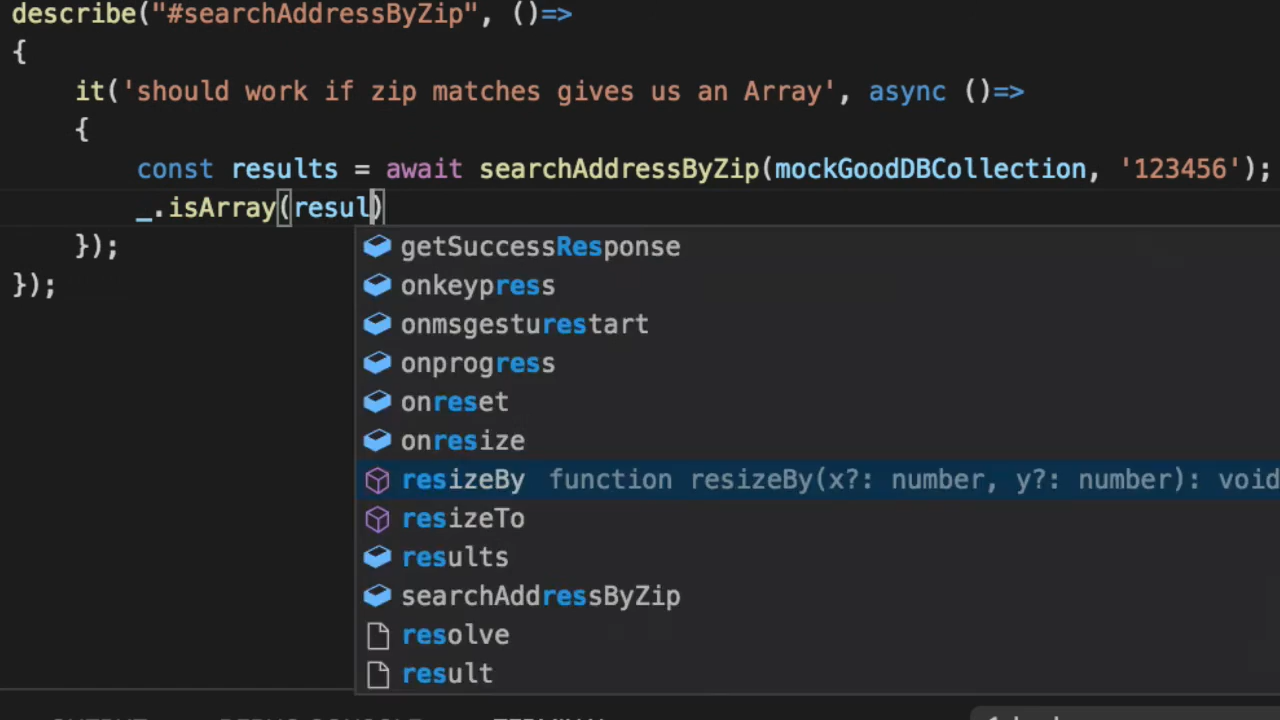 describe("#searchAddressByZip", ()=>
{
it('should work if zip matches gives us an Array', async ()=>
{
const results = await searchAddressByZip(mockGoodDBCollection, '123456');
_.isArray(resul)
});
});
getSuccessResponse
onkeypress
onmsgesturestart
onprogress
onreset
onresize
resizeBy function resizeBy(x?: number, y?: number): void
resizeTo
results
searchAddressByZip
resolve
result